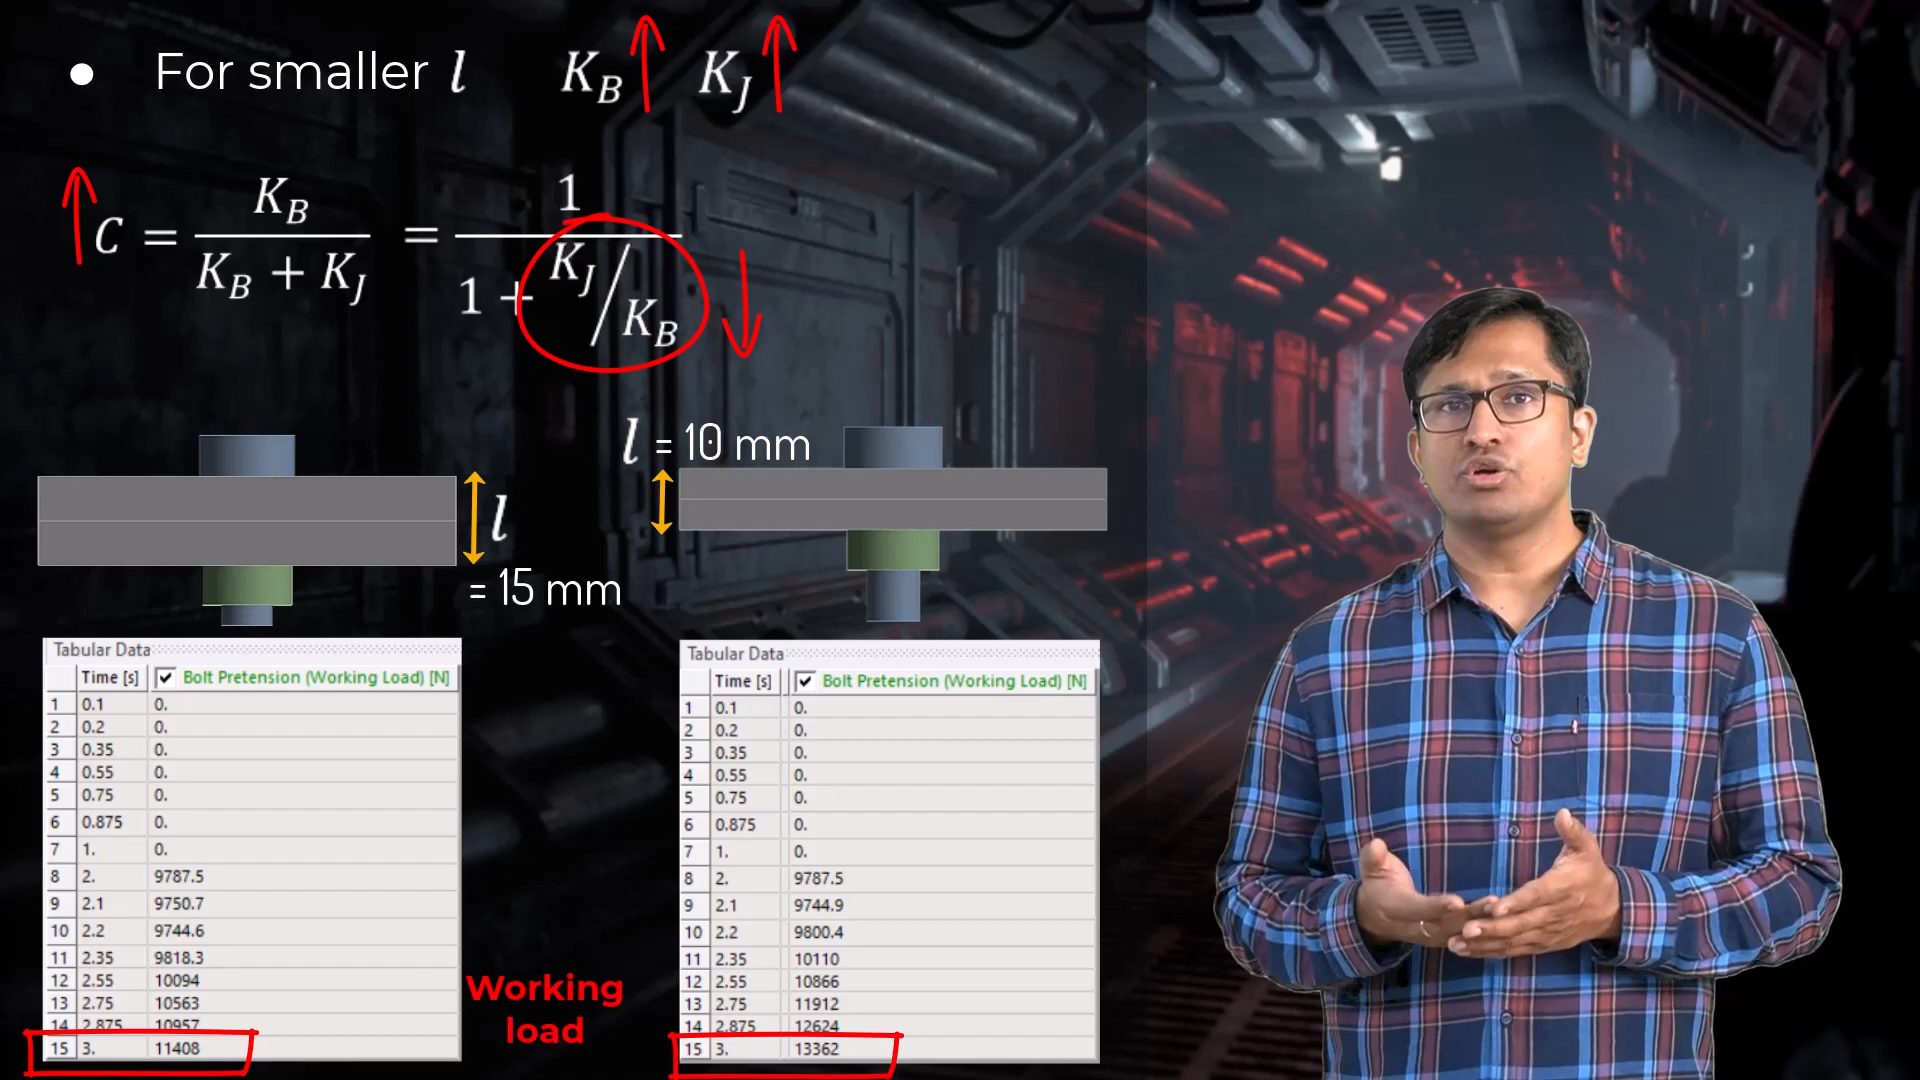 ● For smaller l K_B ↑ K_J ↑
↑ C = K_B / (K_B + K_J) = 1 / (1 + K_J/K_B) ↓
l = 10 mm
l
= 15 mm
Tabular Data
Time [s] Bolt Pretension (Working Load) [N]
1 0.1 0.
2 0.2 0.
3 0.35 0.
4 0.55 0.
5 0.75 0.
6 0.875 0.
7 1. 0.
8 2. 9787.5
9 2.1 9750.7
10 2.2 9744.6
11 2.35 9818.3
12 2.55 10094
13 2.75 10563
14 2.875 10957
15 3. 11408
Working
load
Tabular Data
Time [s] Bolt Pretension (Working Load) [N]
1 0.1 0.
2 0.2 0.
3 0.35 0.
4 0.55 0.
5 0.75 0.
6 0.875 0.
7 1. 0.
8 2. 9787.5
9 2.1 9744.9
10 2.2 9800.4
11 2.35 10110
12 2.55 10866
13 2.75 11912
14 2.875 12624
15 3. 13362